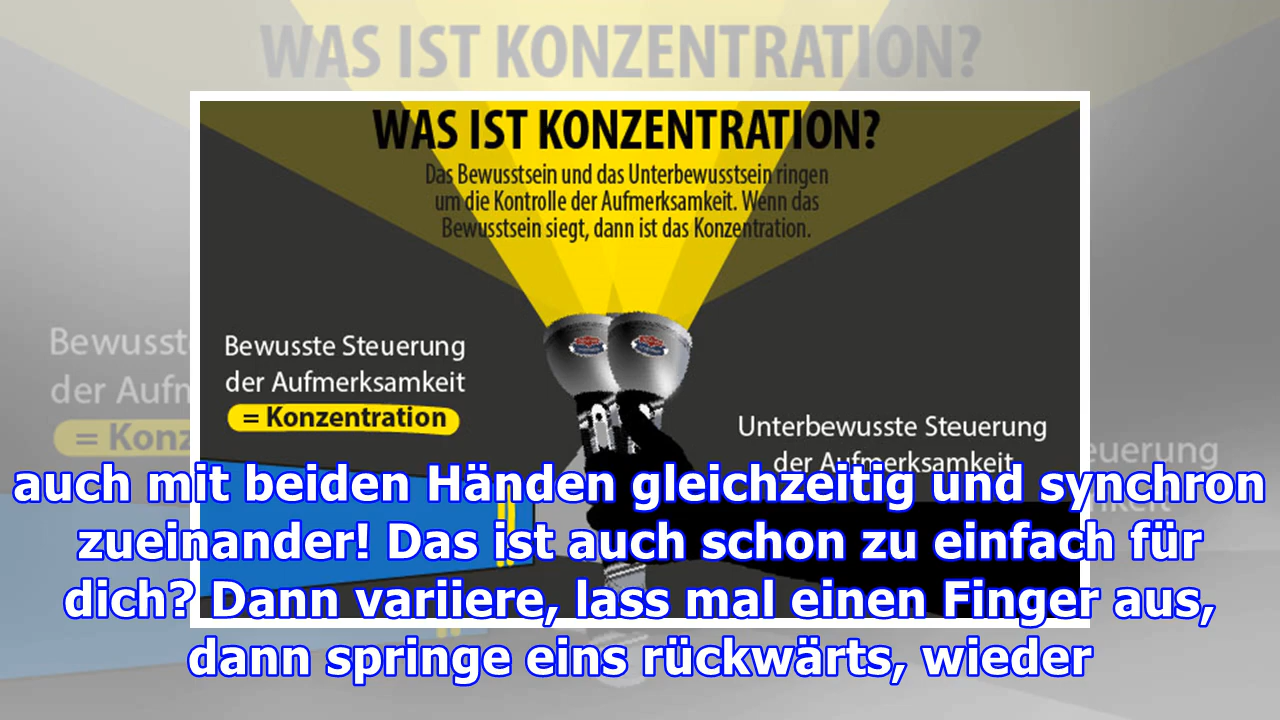 WAS IST KONZENTRATION?
WAS IST KONZENTRATION?
Das Bewusstsein und das Unterbewusstsein ringen
um die Kontrolle der Aufmerksamkeit. Wenn das
Bewusstsein siegt, dann ist das Konzentration.
Bewusste Steuerung
der Aufmerksamkeit
= Konzentration
Unterbewusste Steuerung
der Aufmerksamkeit
auch mit beiden Händen gleichzeitig und synchron
zueinander! Das ist auch schon zu einfach für
dich? Dann variiere, lass mal einen Finger aus,
dann springe eins rückwärts, wieder